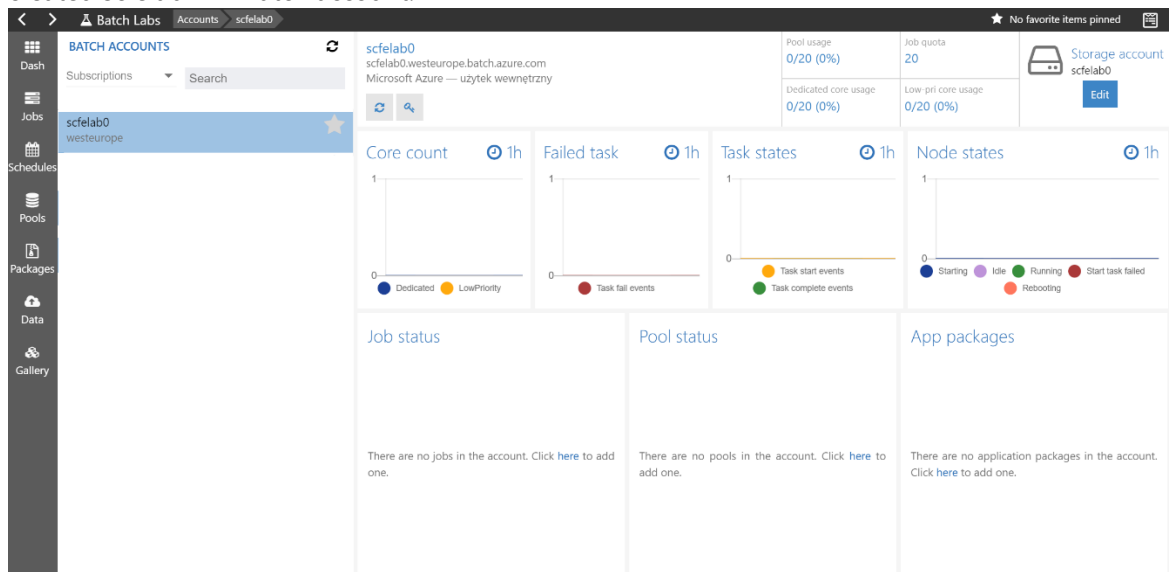 Batch Labs Accounts scfelab0 No favorite items pinned
Dash
Jobs
Schedules
Pools
Packages
Data
Gallery
BATCH ACCOUNTS
Subscriptions Search
scfelab0
westeurope
scfelab0
scfelab0.westeurope.batch.azure.com
Microsoft Azure — użytek wewnętrzny
Pool usage
0/20 (0%)
Job quota
20
Dedicated core usage
0/20 (0%)
Low-pri core usage
0/20 (0%)
Storage account
scfelab0
Edit
Core count 1h
1
0
Dedicated LowPriority
Failed task 1h
1
0
Task fail events
Task states 1h
1
0
Task start events
Task complete events
Node states 1h
1
0
Starting Idle Running Start task failed
Rebooting
Job status
There are no jobs in the account. Click here to add
one.
Pool status
There are no pools in the account. Click here to
add one.
App packages
There are no application packages in the account.
Click here to add one.